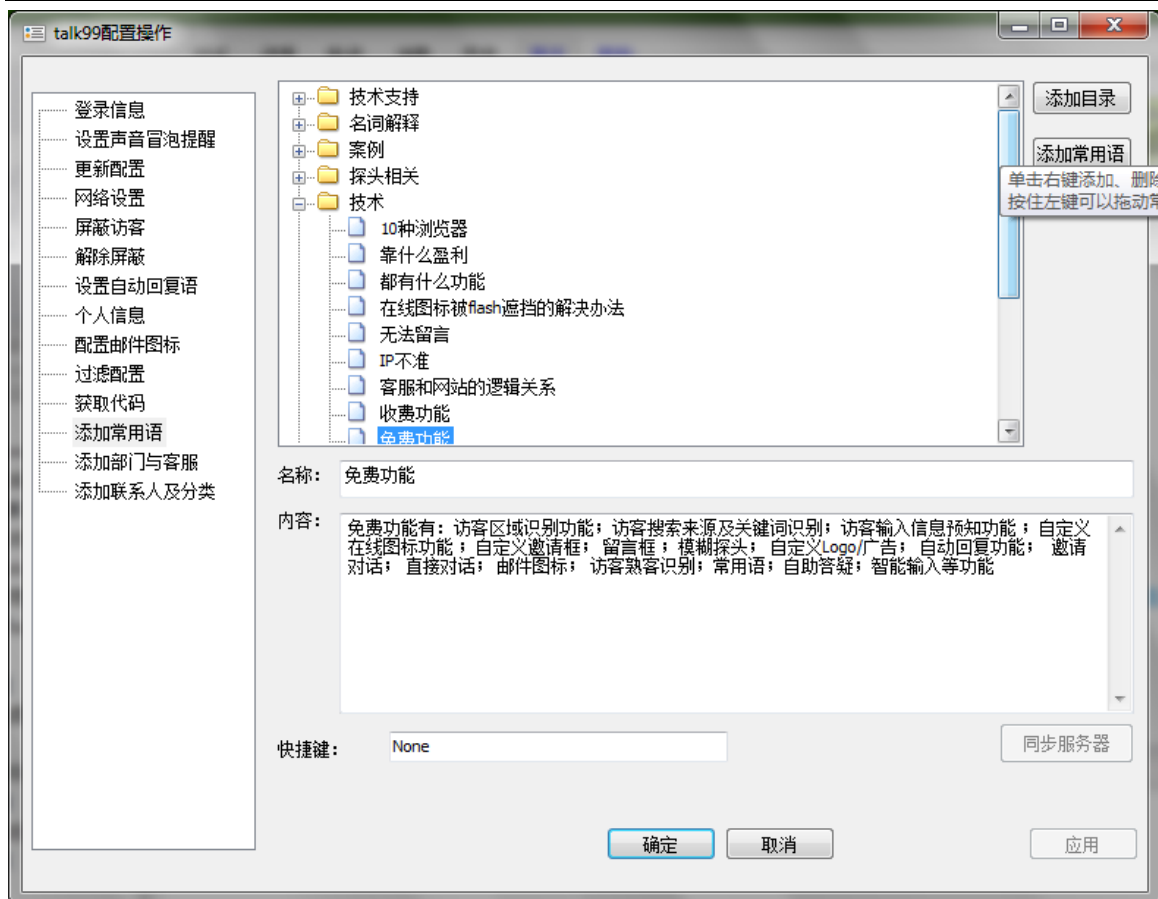 talk99配置操作
登录信息
设置声音冒泡提醒
更新配置
网络设置
屏蔽访客
解除屏蔽
设置自动回复语
个人信息
配置邮件图标
过滤配置
获取代码
添加常用语
添加部门与客服
添加联系人及分类
技术支持
名词解释
案例
探头相关
技术
10种浏览器
靠什么盈利
都有什么功能
在线图标被flash遮挡的解决办法
无法留言
IP不准
客服和网站的逻辑关系
收费功能
免费功能
添加目录
添加常用语
单击右键添加、删除
按住左键可以拖动常
名称：
免费功能
内容：
免费功能有：访客区域识别功能；访客搜索来源及关键词识别；访客输入信息预知功能；自定义
在线图标功能；自定义邀请框；留言框；模糊探头；自定义Logo/广告；自动回复功能；邀请
对话；直接对话；邮件图标；访客熟客识别；常用语；自助答疑；智能输入等功能
快捷键：
None
同步服务器
确定
取消
应用